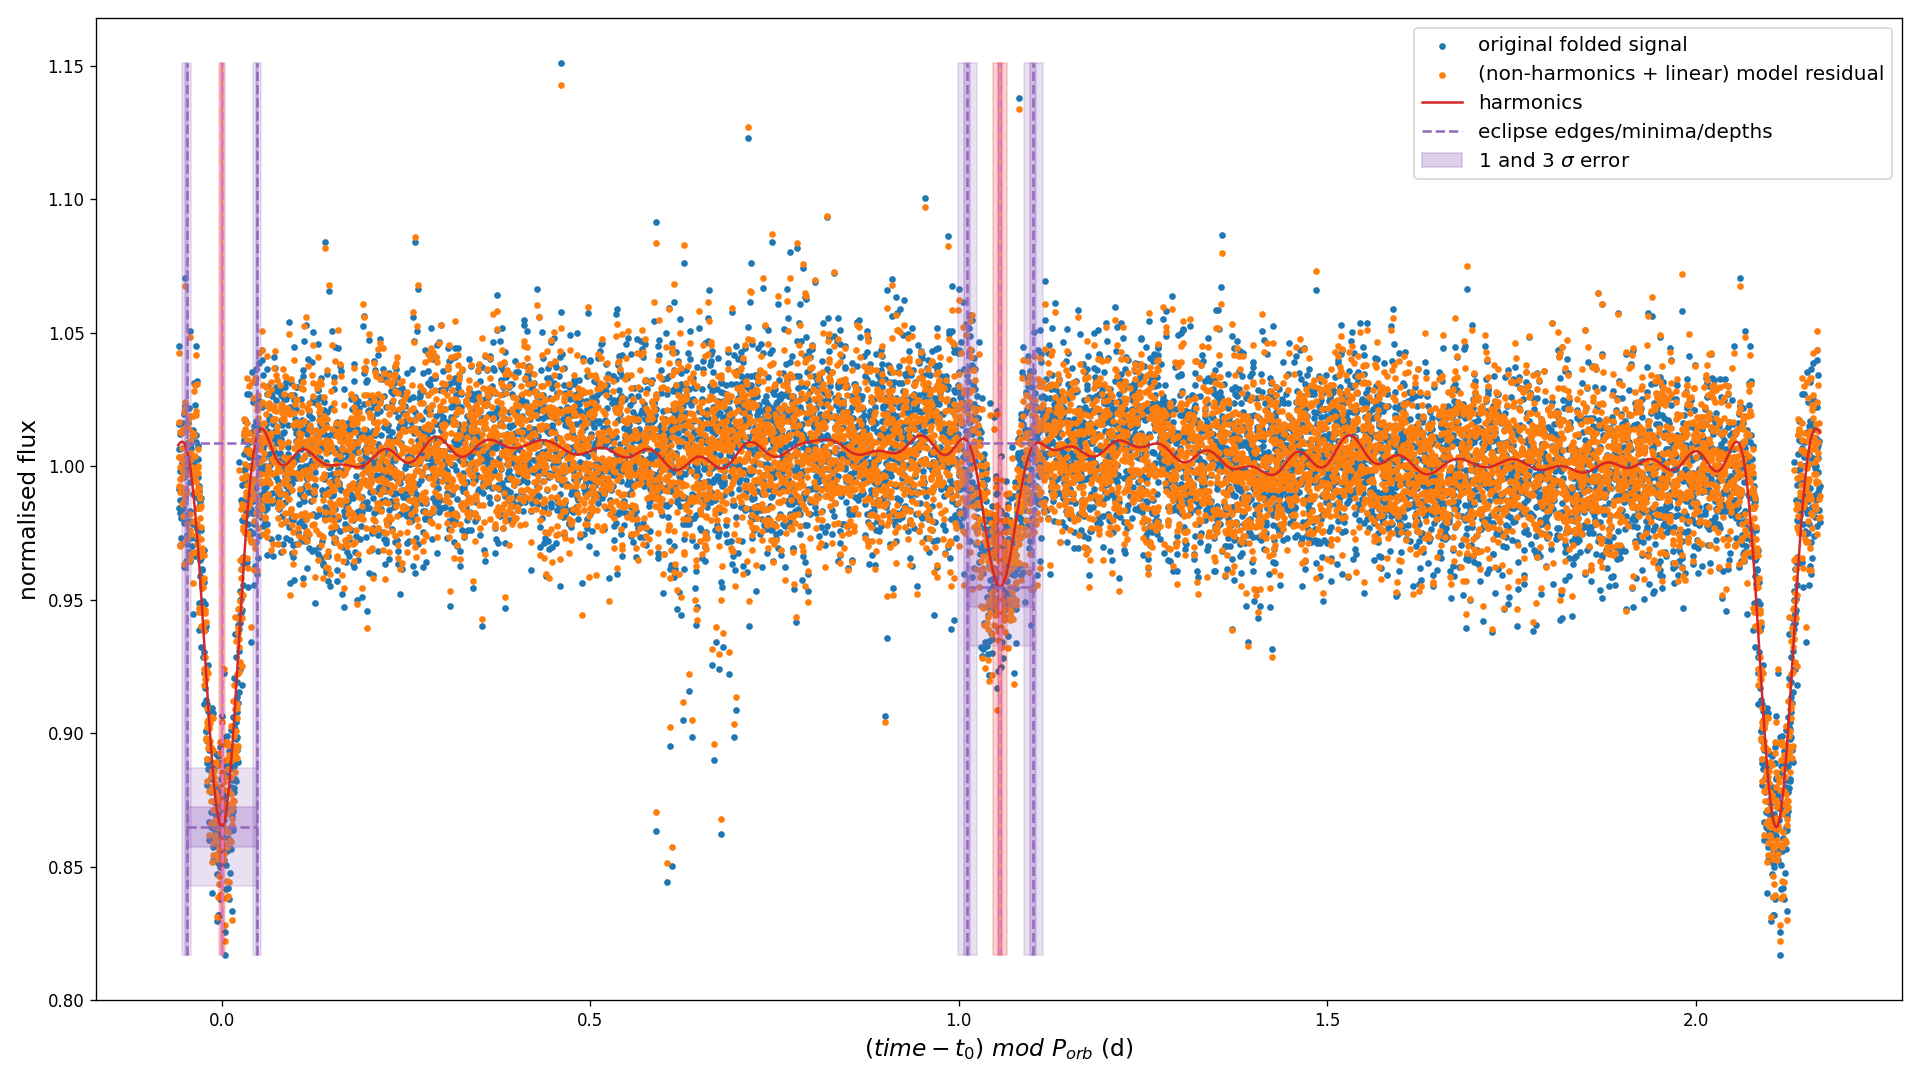 original folded signal
(non-harmonics + linear) model residual
harmonics
eclipse edges/minima/depths
1 and 3 σ error
normalised flux
1.15
1.10
1.05
1.00
0.95
0.90
0.85
0.80
0.0 0.5 1.0 1.5 2.0
(time − t₀) mod Pₒᵣb (d)